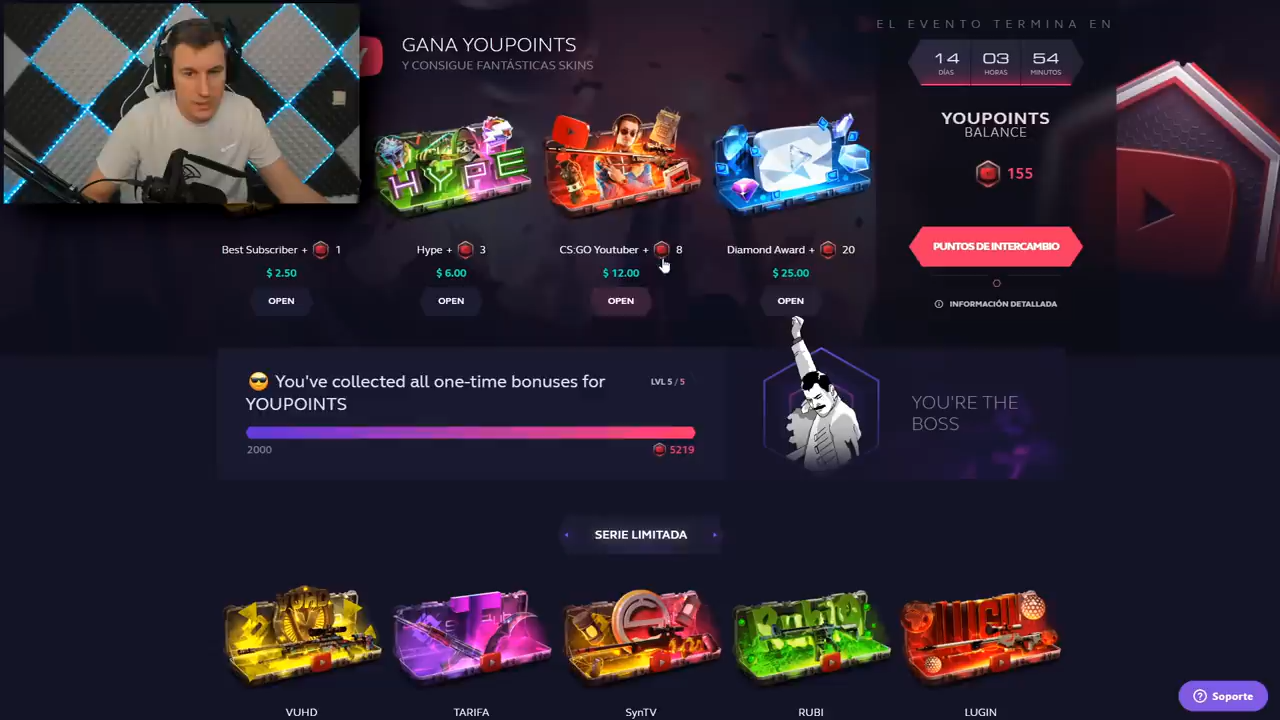 EL EVENTO TERMINA EN
GANA YOUPOINTS
Y CONSIGUE FANTÁSTICAS SKINS
14 03 54
DÍAS HORAS MINUTOS
YOUPOINTS
BALANCE
155
PUNTOS DE INTERCAMBIO
INFORMACIÓN DETALLADA
HYPE
Best Subscriber + 1
$ 2.50
OPEN
Hype + 3
$ 6.00
OPEN
CS:GO Youtuber + 8
$ 12.00
OPEN
Diamond Award + 20
$ 25.00
OPEN
You've collected all one-time bonuses for
YOUPOINTS
LVL 5 / 5
2000
5219
YOU'RE THE
BOSS
SERIE LIMITADA
VUHD
TARIFA
SynTV
RUBI
LUGIN
Soporte